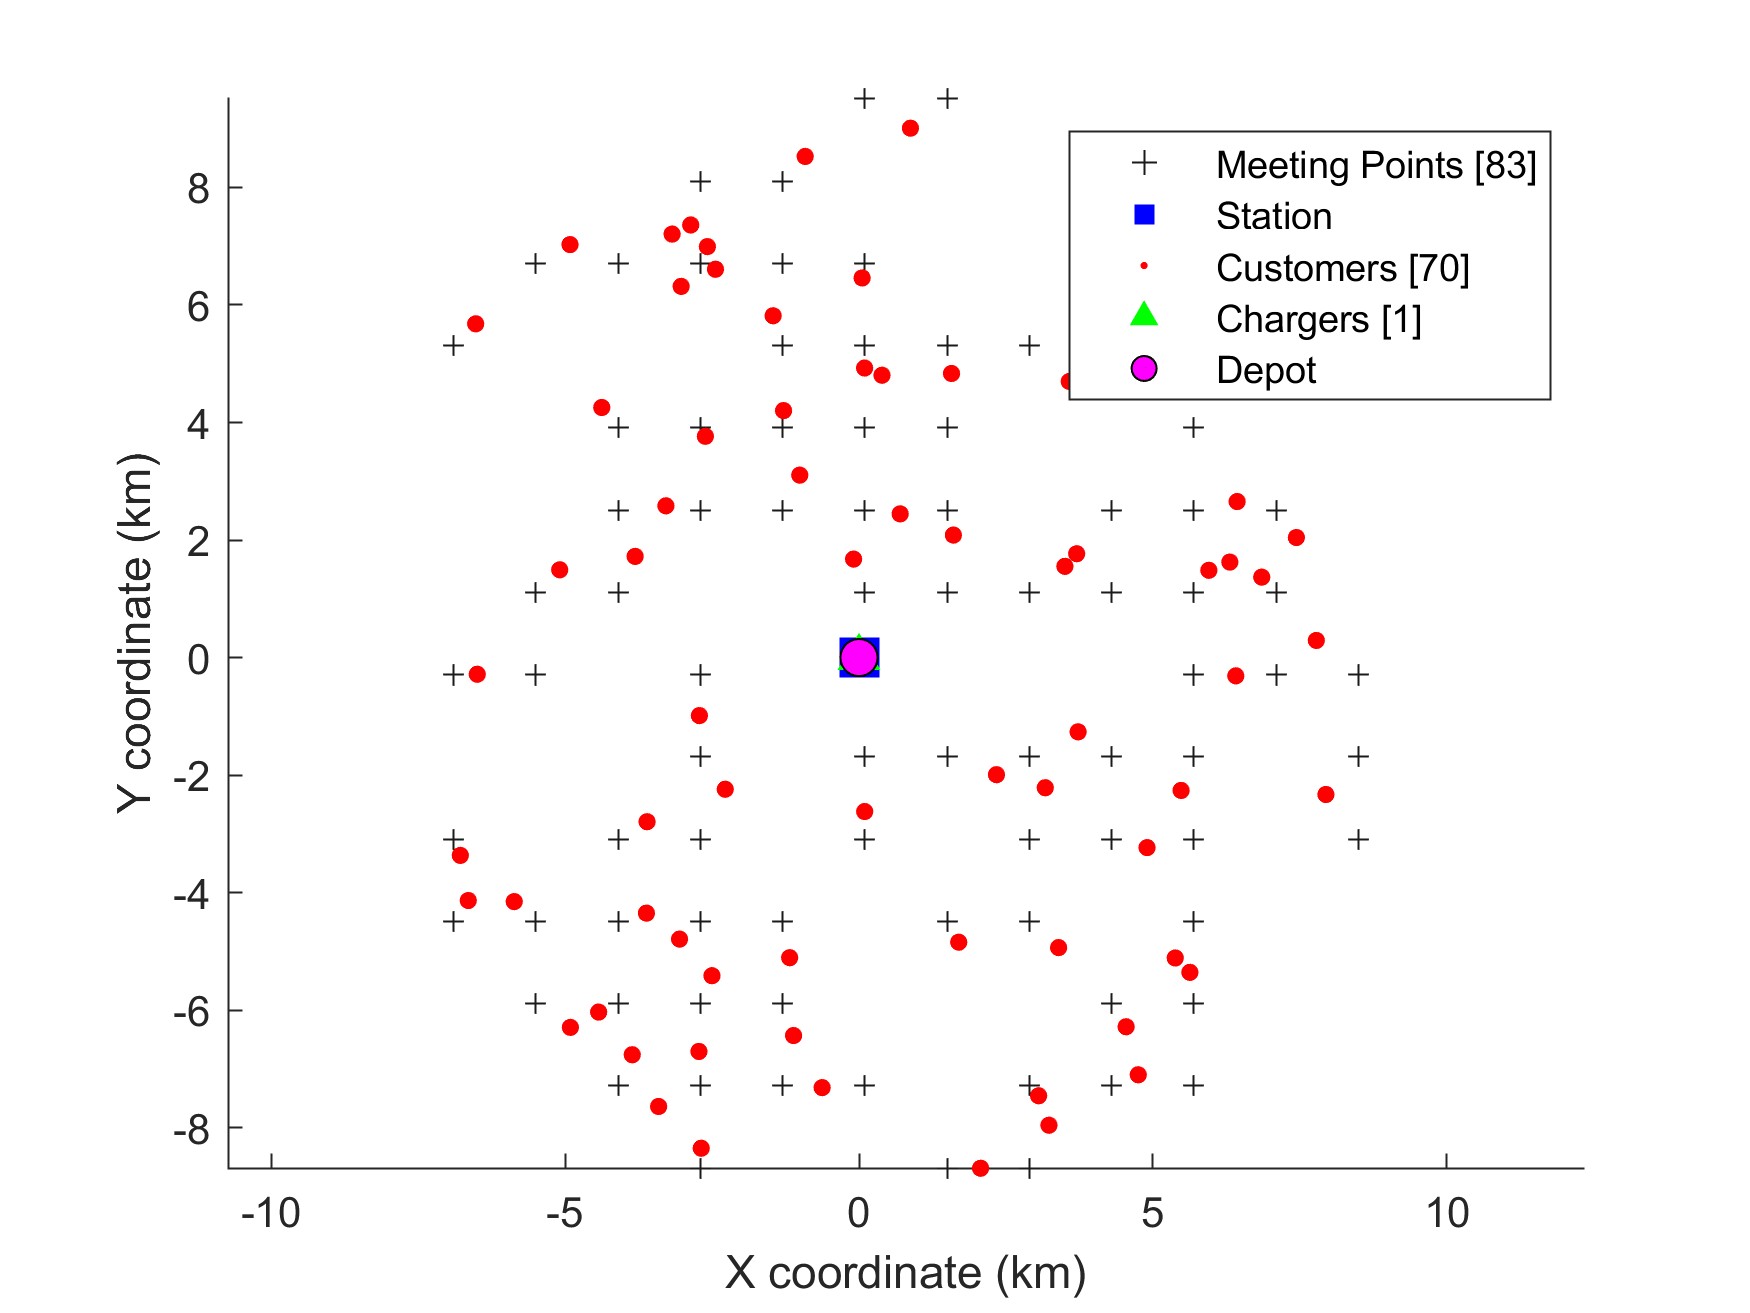 Meeting Points [83]
Station
Customers [70]
Chargers [1]
Depot
8
6
4
2
0
-2
-4
-6
-8
Y coordinate (km)
-10 -5 0 5 10
X coordinate (km)